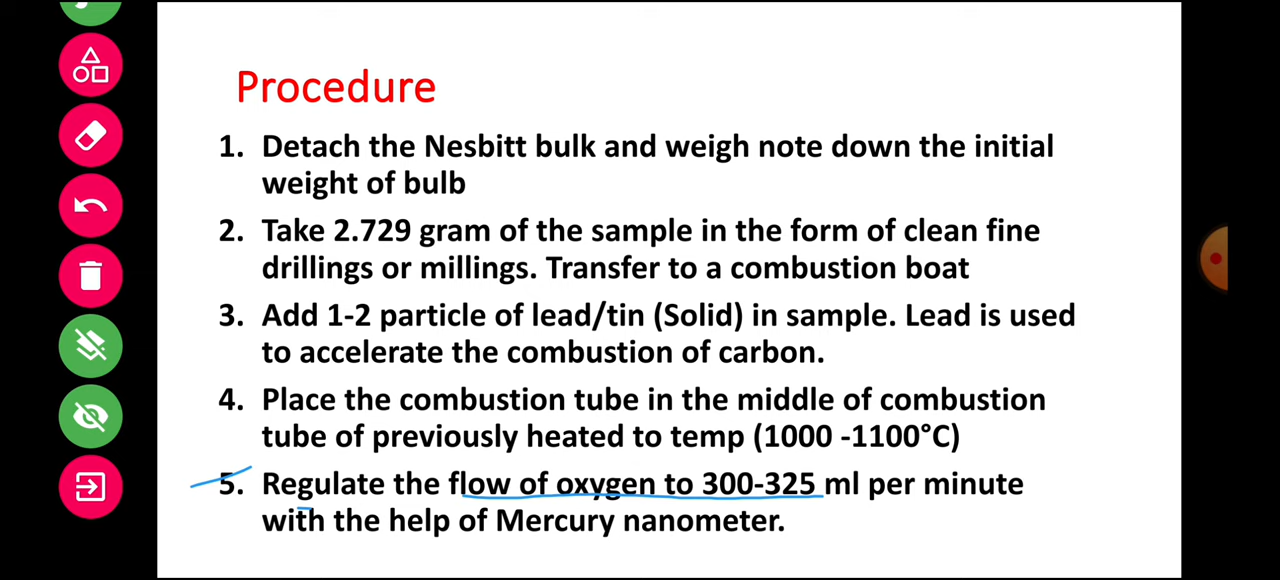 Procedure
1. Detach the Nesbitt bulk and weigh note down the initial
weight of bulb
2. Take 2.729 gram of the sample in the form of clean fine
drillings or millings. Transfer to a combustion boat
3. Add 1-2 particle of lead/tin (Solid) in sample. Lead is used
to accelerate the combustion of carbon.
4. Place the combustion tube in the middle of combustion
tube of previously heated to temp (1000 -1100°C)
5. Regulate the flow of oxygen to 300-325 ml per minute
with the help of Mercury nanometer.